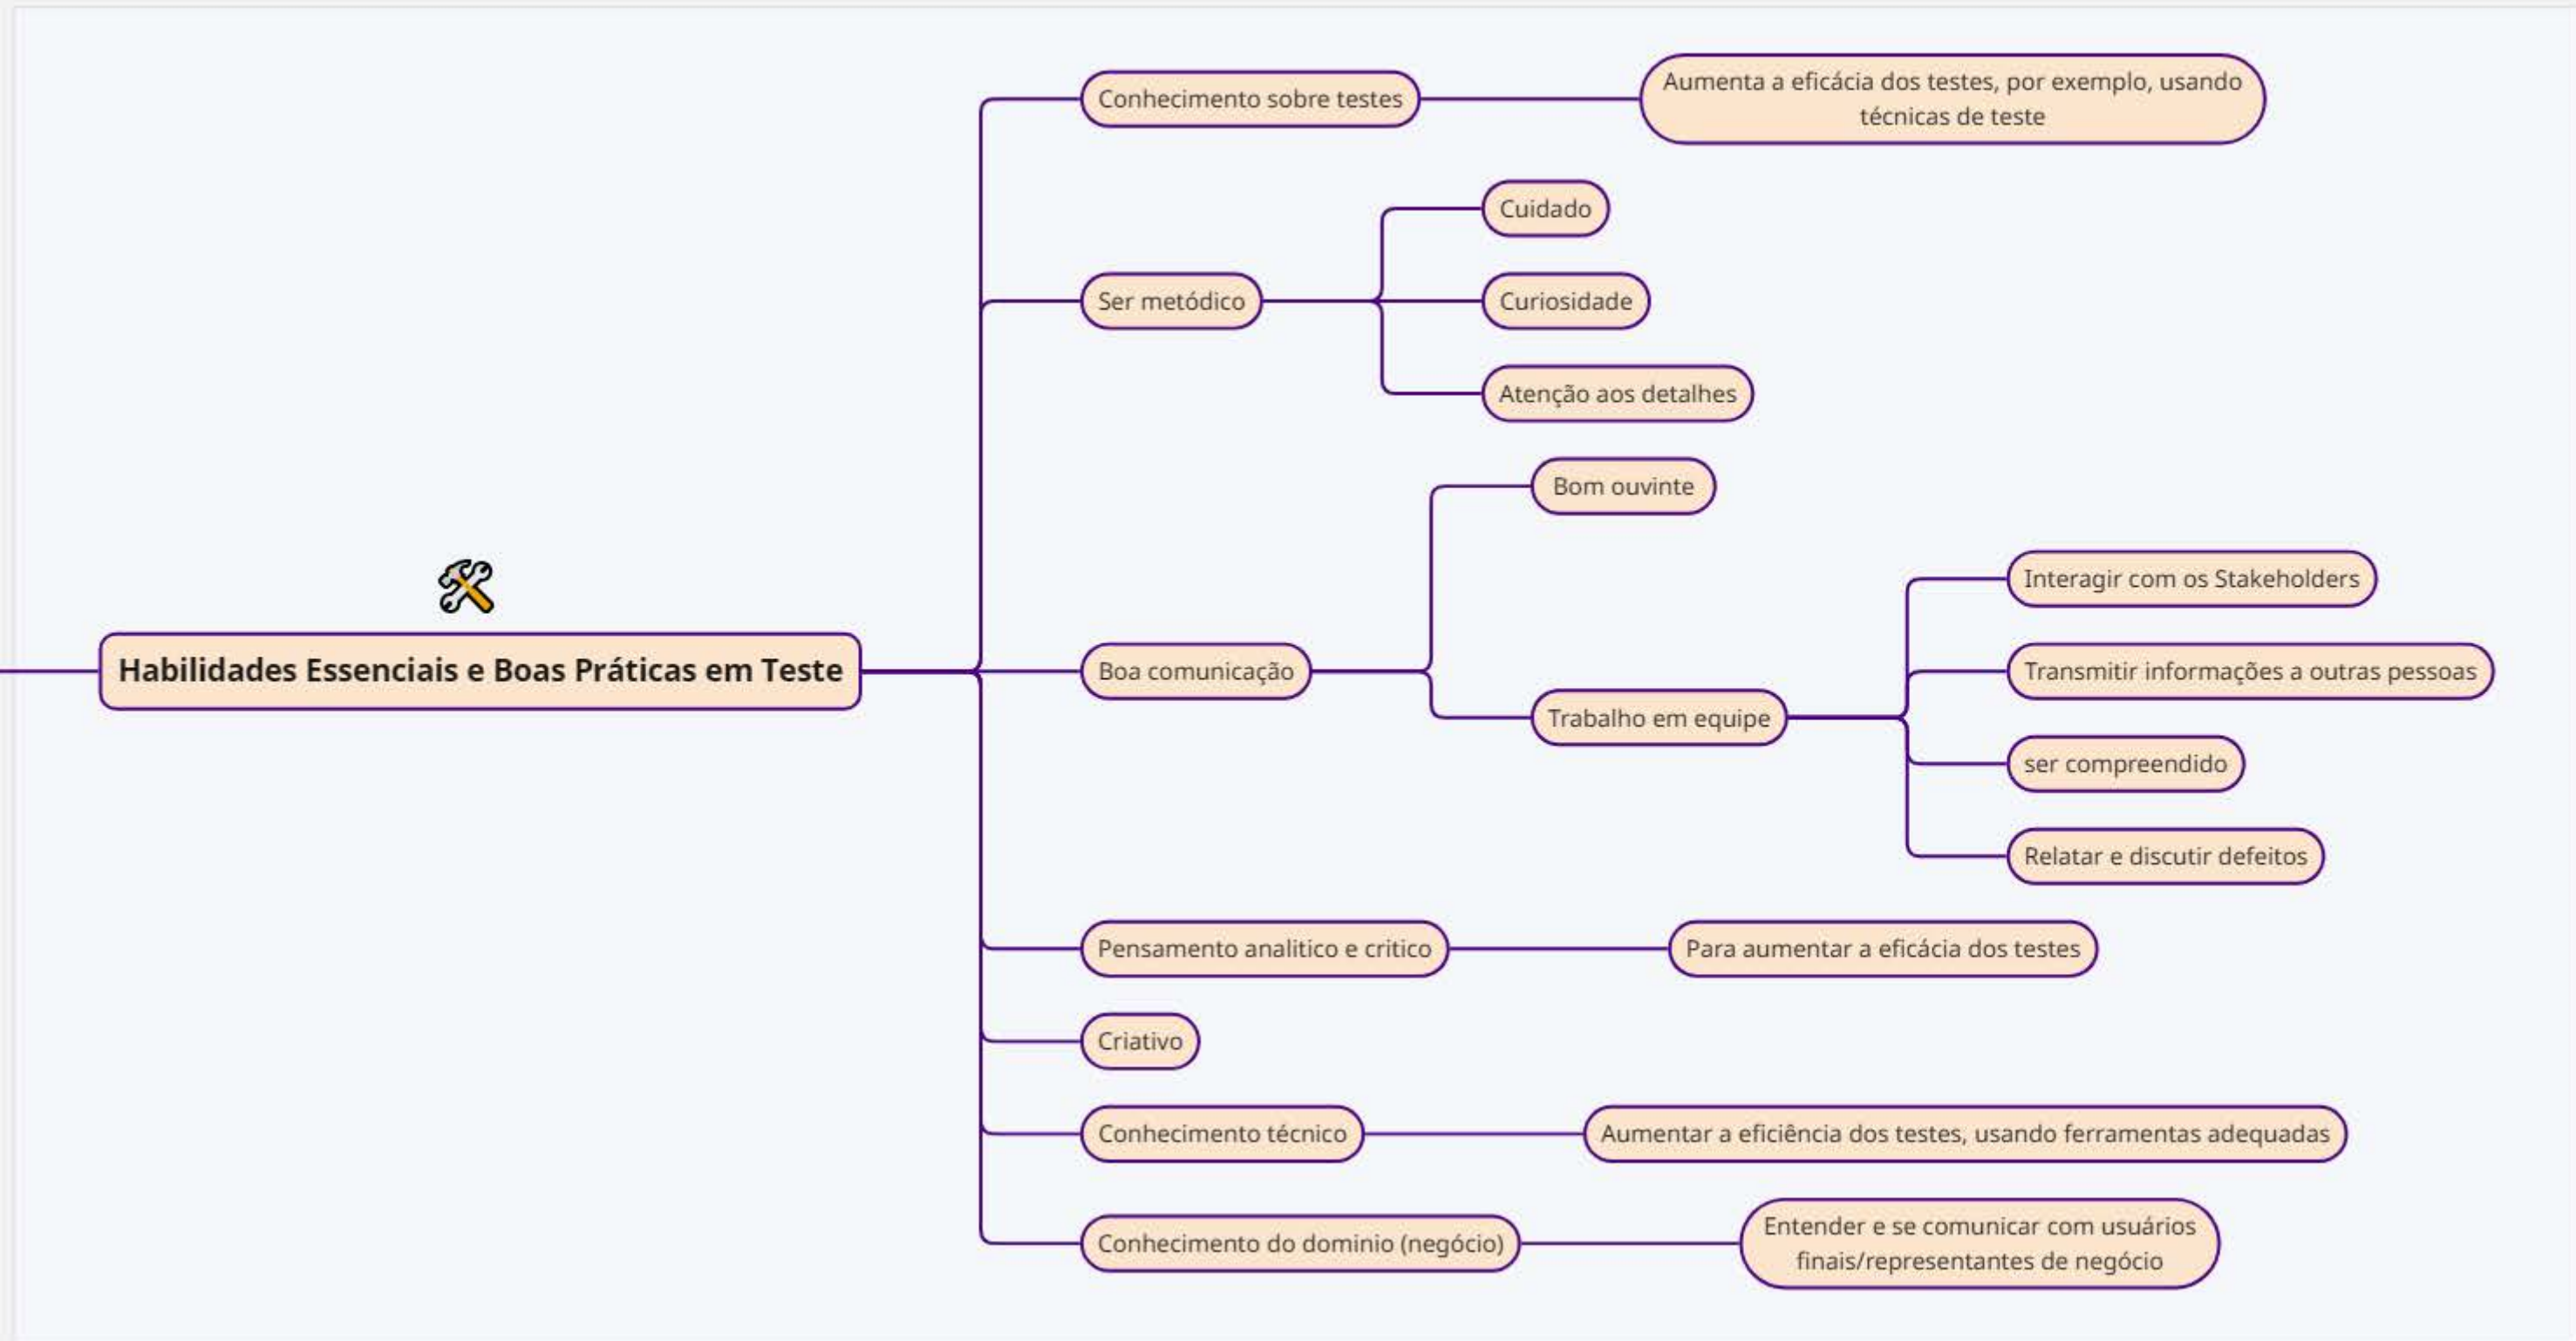 Conhecimento sobre testes
Aumenta a eficácia dos testes, por exemplo, usando
técnicas de teste
Ser metódico
Cuidado
Curiosidade
Atenção aos detalhes
Habilidades Essenciais e Boas Práticas em Teste
Boa comunicação
Bom ouvinte
Trabalho em equipe
Interagir com os Stakeholders
Transmitir informações a outras pessoas
ser compreendido
Relatar e discutir defeitos
Pensamento analitico e critico
Para aumentar a eficácia dos testes
Criativo
Conhecimento técnico
Aumentar a eficiência dos testes, usando ferramentas adequadas
Conhecimento do dominio (negócio)
Entender e se comunicar com usuários
finais/representantes de negócio